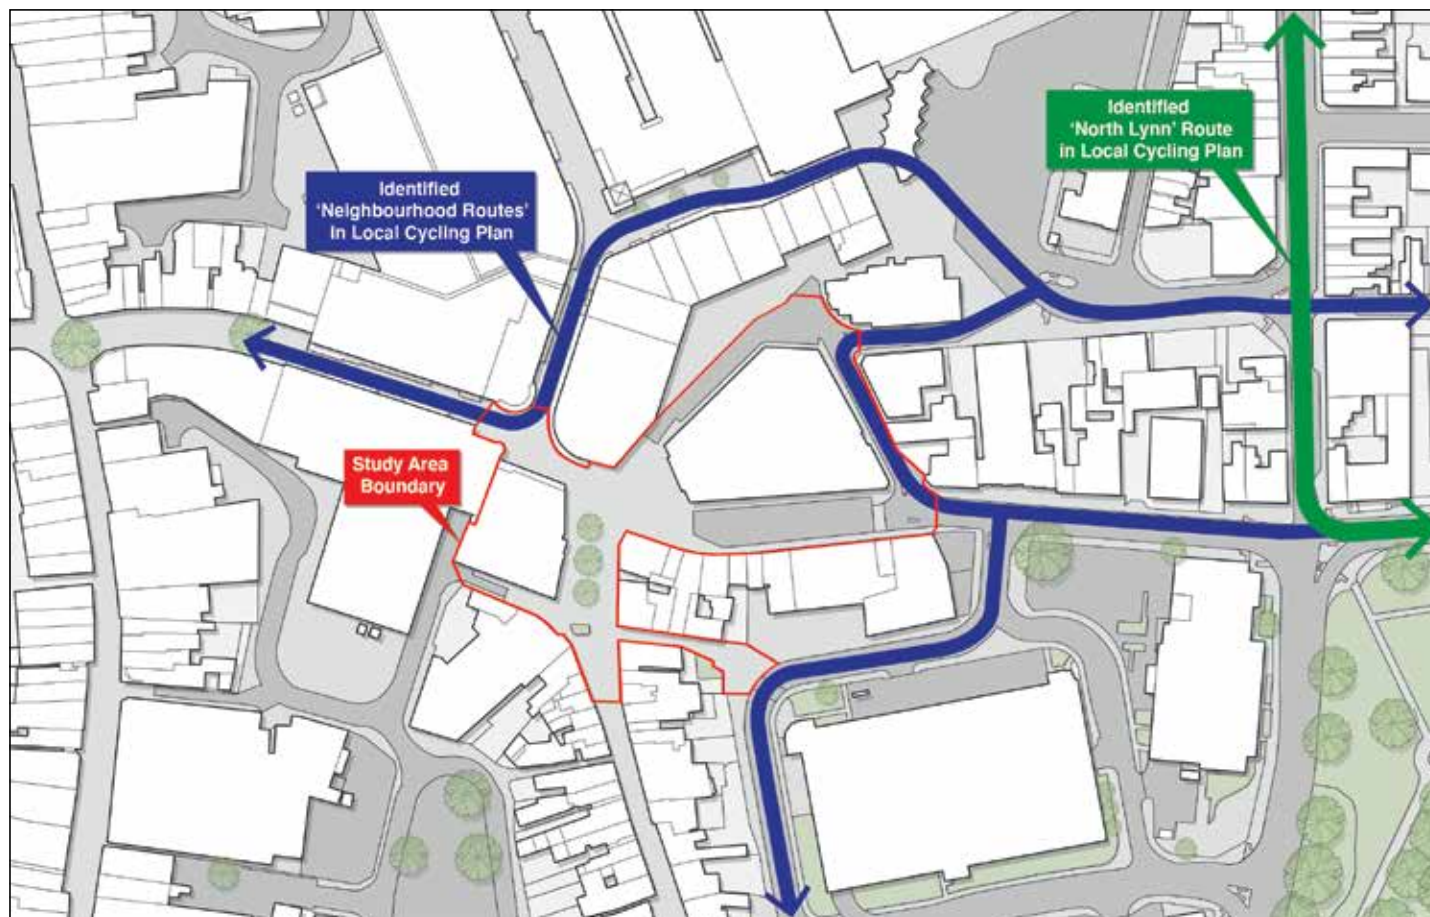 Identified
'North Lynn' Route
in Local Cycling Plan
Identified
'Neighbourhood Routes'
In Local Cycling Plan
Study Area
Boundary